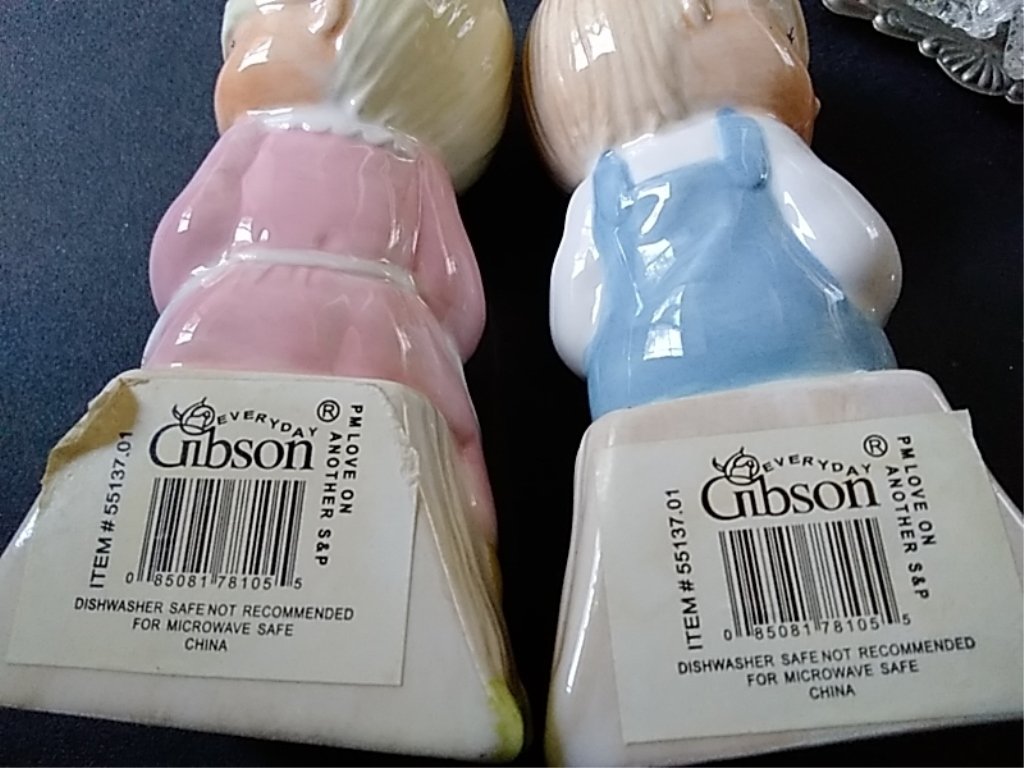 EVERYDAY
Gibson ®
PM LOVE ON
ANOTHER S&P
ITEM # 55137.01
0 85081 78105 5
DISHWASHER SAFE NOT RECOMMENDED
FOR MICROWAVE SAFE
CHINA
EVERYDAY
Gibson ®
PM LOVE ON
ANOTHER S&P
ITEM # 55137.01
0 85081 78105 5
DISHWASHER SAFE NOT RECOMMENDED
FOR MICROWAVE SAFE
CHINA